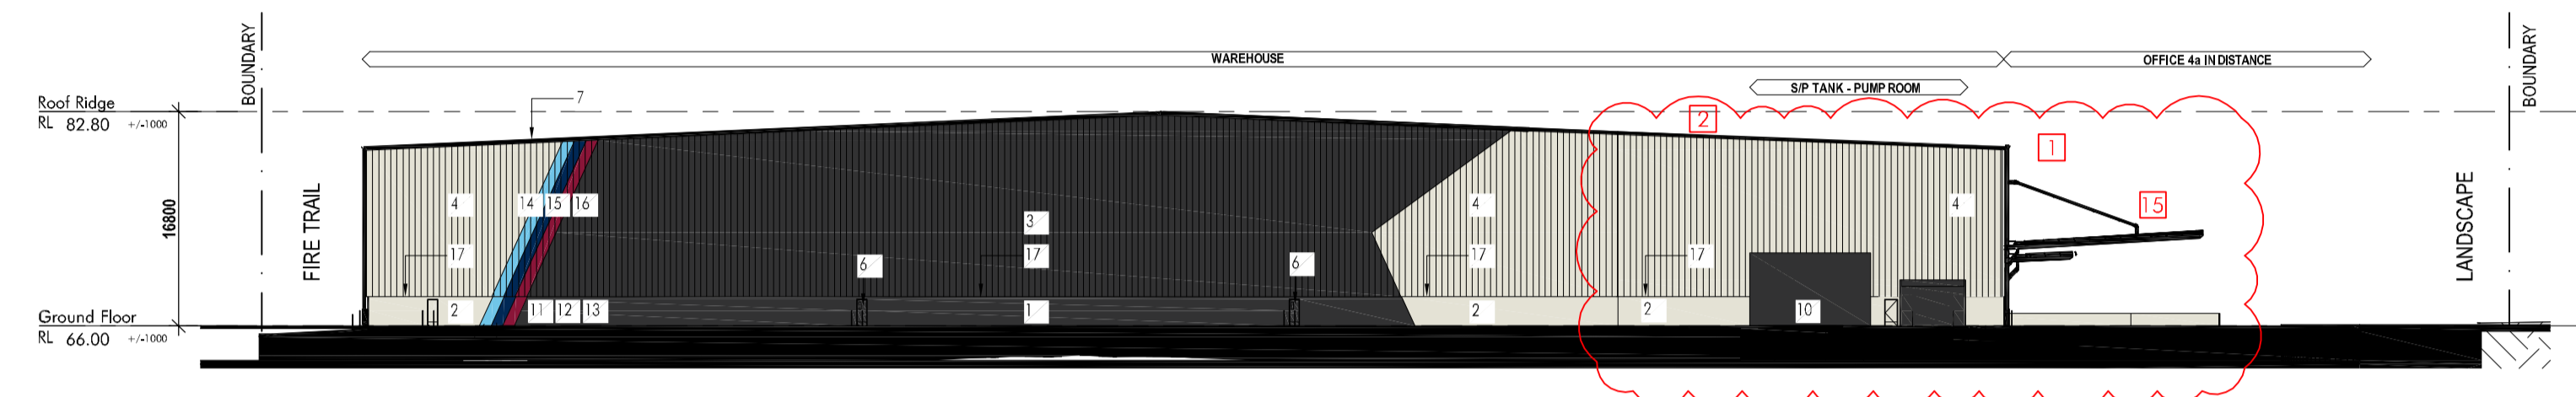 BOUNDARY
BOUNDARY
WAREHOUSE
OFFICE 4a IN DISTANCE
S/P TANK - PUMP ROOM
Roof Ridge
RL 82.80 +/-1000
7
2
1
16800
FIRE TRAIL
LANDSCAPE
4
14 15 16
3
4
4
15
17
6
17
6
17
17
2
11 12 13
1
2
2
10
Ground Floor
RL 66.00 +/-1000